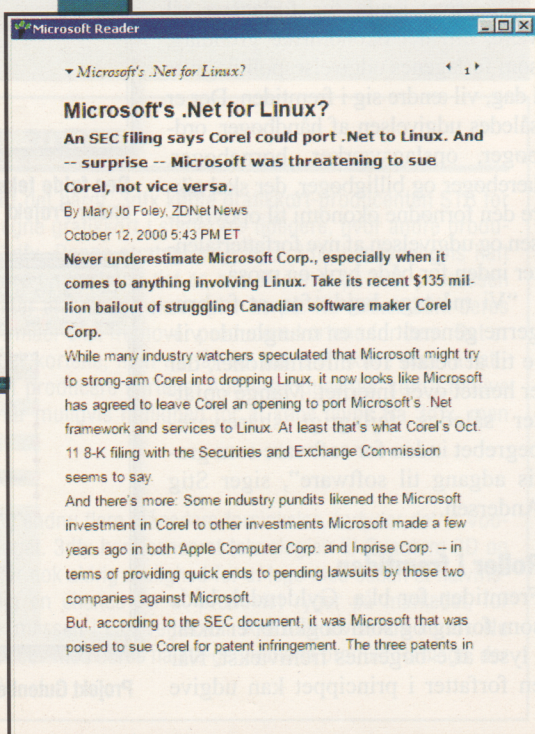 Microsoft Reader
Microsoft's .Net for Linux?
1
Microsoft's .Net for Linux?
An SEC filing says Corel could port .Net to Linux. And
-- surprise -- Microsoft was threatening to sue
Corel, not vice versa.
By Mary Jo Foley, ZDNet News
October 12, 2000 5:43 PM ET
Never underestimate Microsoft Corp., especially when it
comes to anything involving Linux. Take its recent $135 mil-
lion bailout of struggling Canadian software maker Corel
Corp.
While many industry watchers speculated that Microsoft might try
to strong-arm Corel into dropping Linux, it now looks like Microsoft
has agreed to leave Corel an option to port Microsoft's .Net
framework and services to Linux. At least that's what Corel's Oct.
11 8-K filing with the Securities and Exchange Commission
seems to say.
And there's more: Some industry pundits likened the Microsoft
investment in Corel to other investments Microsoft made a few
years ago in both Apple Computer Corp. and Inprise Corp. -- in
terms of providing quick ends to pending lawsuits by those two
companies against Microsoft.
But, according to the SEC document, it was Microsoft that was
poised to sue Corel for patent infringement. The three patents in